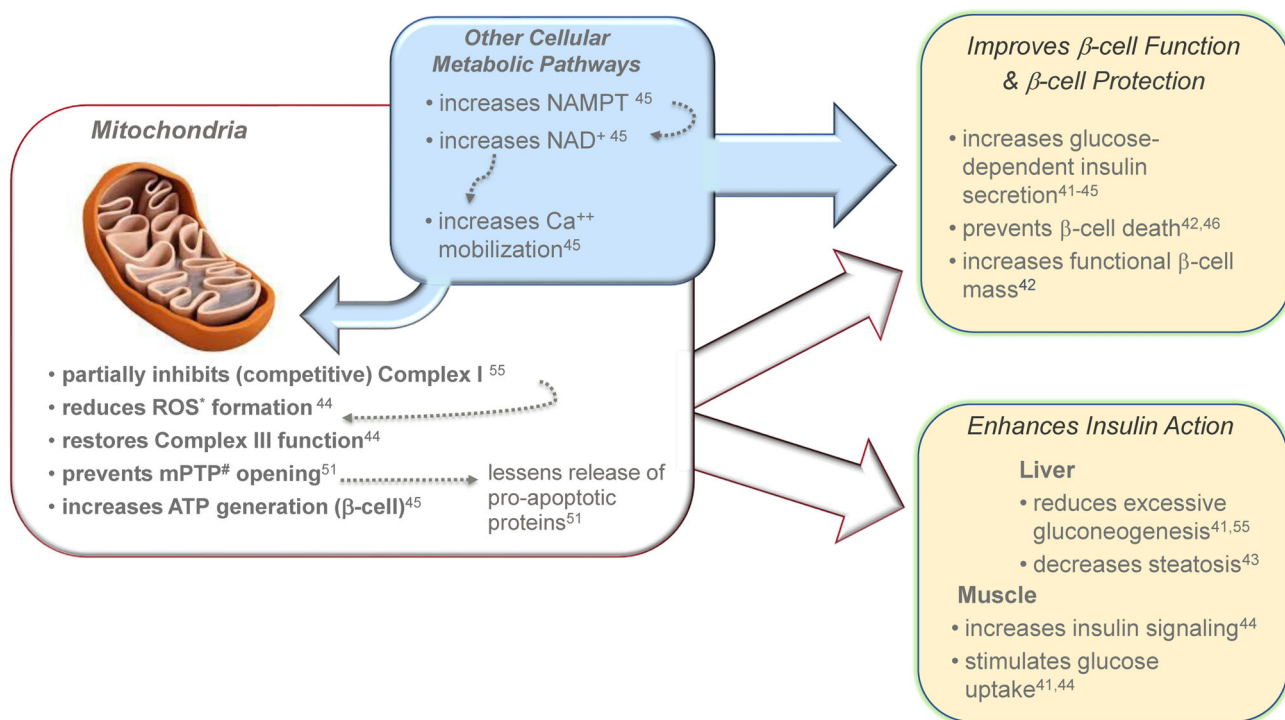 Other Cellular
Metabolic Pathways
• increases NAMPT 45
• increases NAD+ 45
• increases Ca++
mobilization45
Mitochondria
• partially inhibits (competitive) Complex I 55
• reduces ROS* formation 44
• restores Complex III function44
• prevents mPTP# opening51
• increases ATP generation (β-cell)45
lessens release of
pro-apoptotic
proteins51
Improves β-cell Function
& β-cell Protection
• increases glucose-
dependent insulin
secretion41-45
• prevents β-cell death42,46
• increases functional β-cell
mass42
Enhances Insulin Action
Liver
• reduces excessive
gluconeogenesis41,55
• decreases steatosis43
Muscle
• increases insulin signaling44
• stimulates glucose
uptake41,44